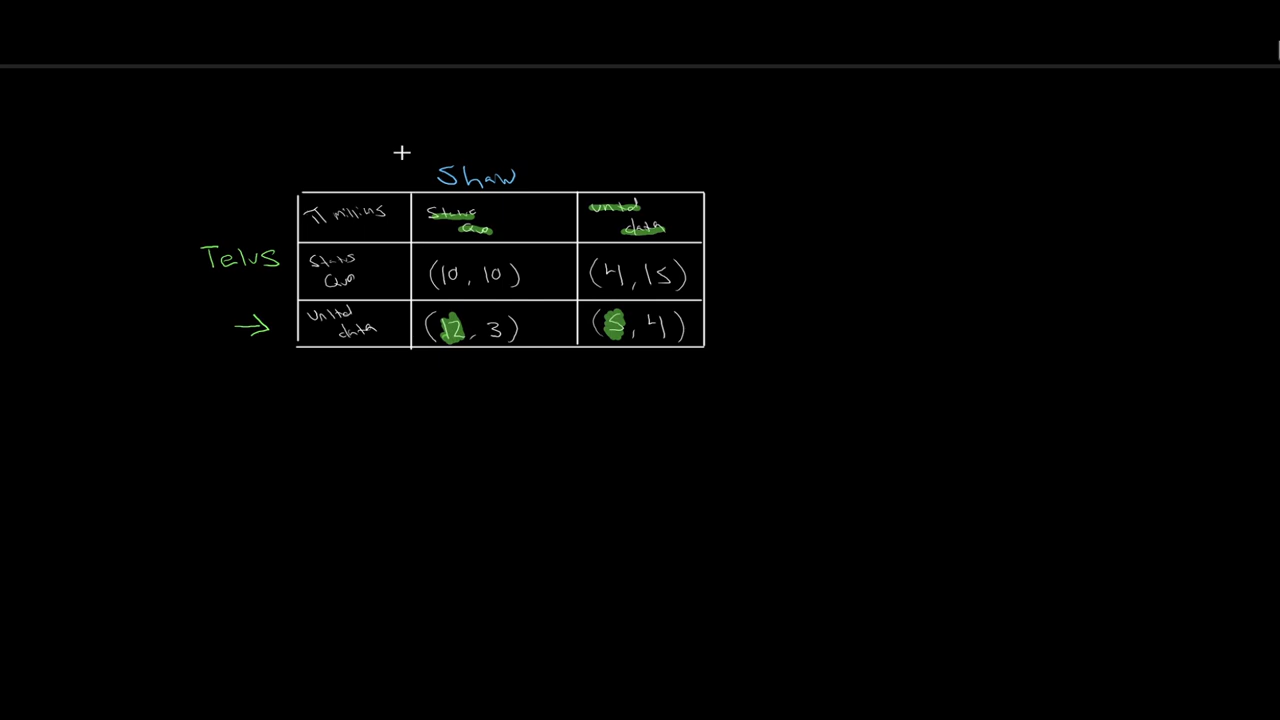 Shaw
π millions
Status
Quo
unltd
data
Telus
Status
Quo
(10, 10)
(4, 15)
unltd
data
(12, 3)
(5, 4)